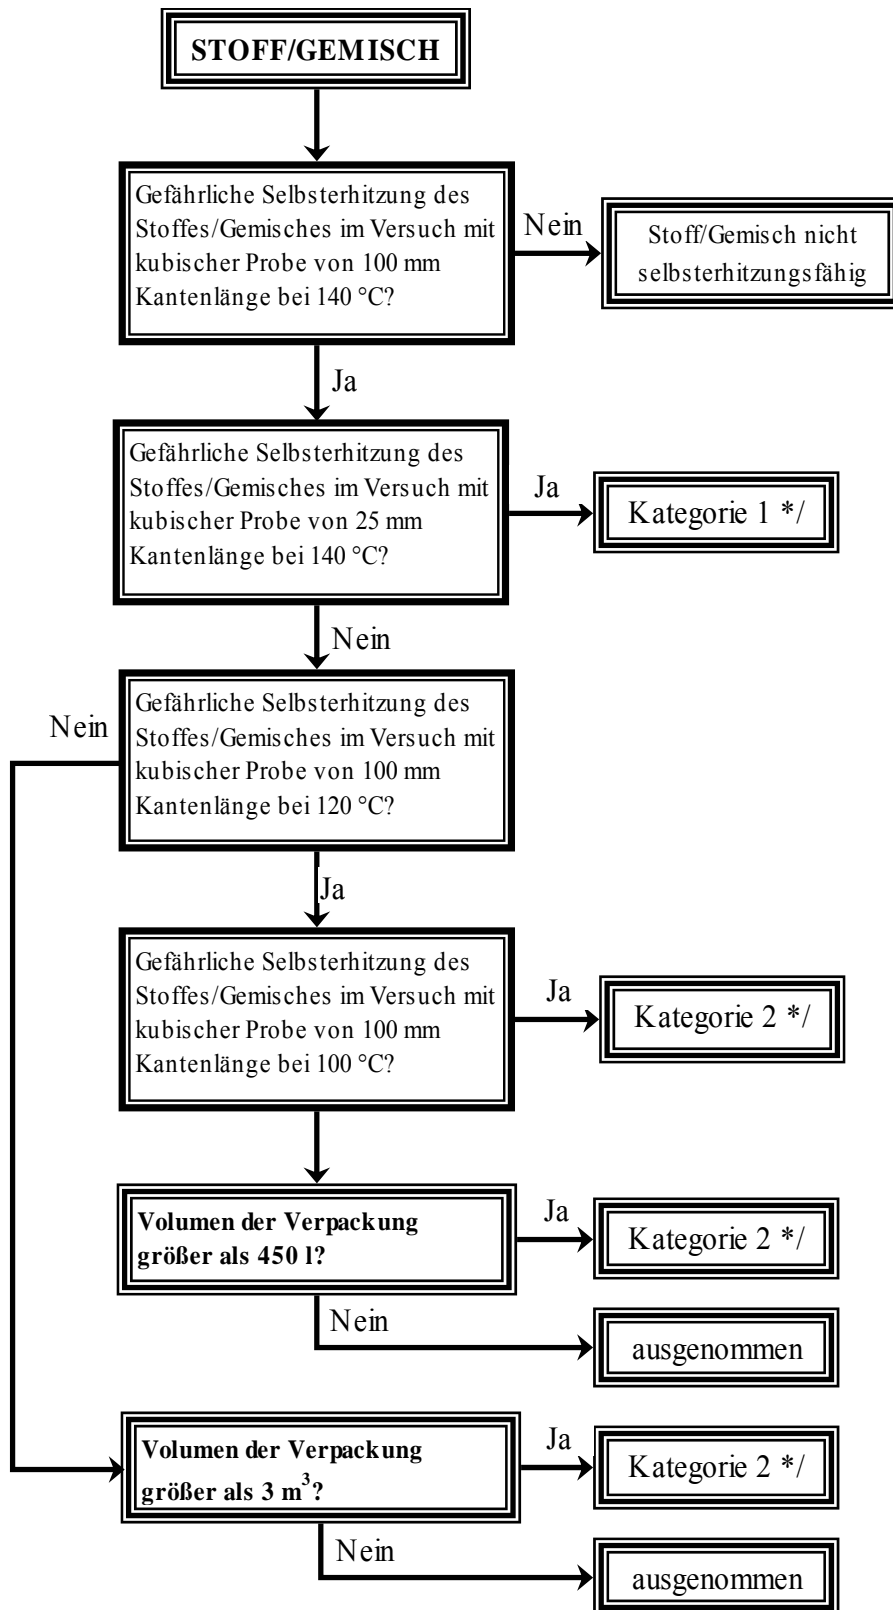 STOFF/GEMISCH
Gefährliche Selbsterhitzung des
Stoffes/Gemisches im Versuch mit
kubischer Probe von 100 mm
Kantenlänge bei 140 °C?
Nein
Stoff/Gemisch nicht
selbsterhitzungsfähig
Ja
Gefährliche Selbsterhitzung des
Stoffes/Gemisches im Versuch mit
kubischer Probe von 25 mm
Kantenlänge bei 140 °C?
Ja
Kategorie 1 */
Nein
Gefährliche Selbsterhitzung des
Stoffes/Gemisches im Versuch mit
kubischer Probe von 100 mm
Kantenlänge bei 120 °C?
Nein
Ja
Gefährliche Selbsterhitzung des
Stoffes/Gemisches im Versuch mit
kubischer Probe von 100 mm
Kantenlänge bei 100 °C?
Ja
Kategorie 2 */
Volumen der Verpackung
größer als 450 l?
Ja
Kategorie 2 */
Nein
ausgenommen
Volumen der Verpackung
größer als 3 m³?
Ja
Kategorie 2 */
Nein
ausgenommen